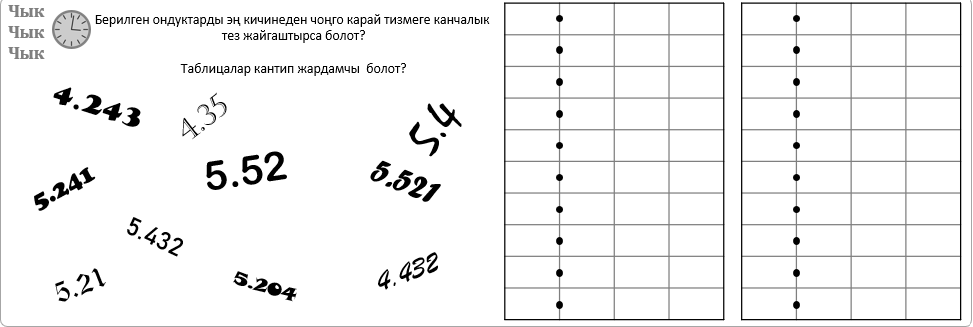 Чык
Чык
Чык
Берилген ондуктарды эң кичинеден чоңго карай тизмеге канчалык
тез жайгаштырса болот?
Таблицалар кантип жардамчы болот?
4.243
4.35
5.4
5.52
5.241
5.521
5.432
5.21
5.204
4.432